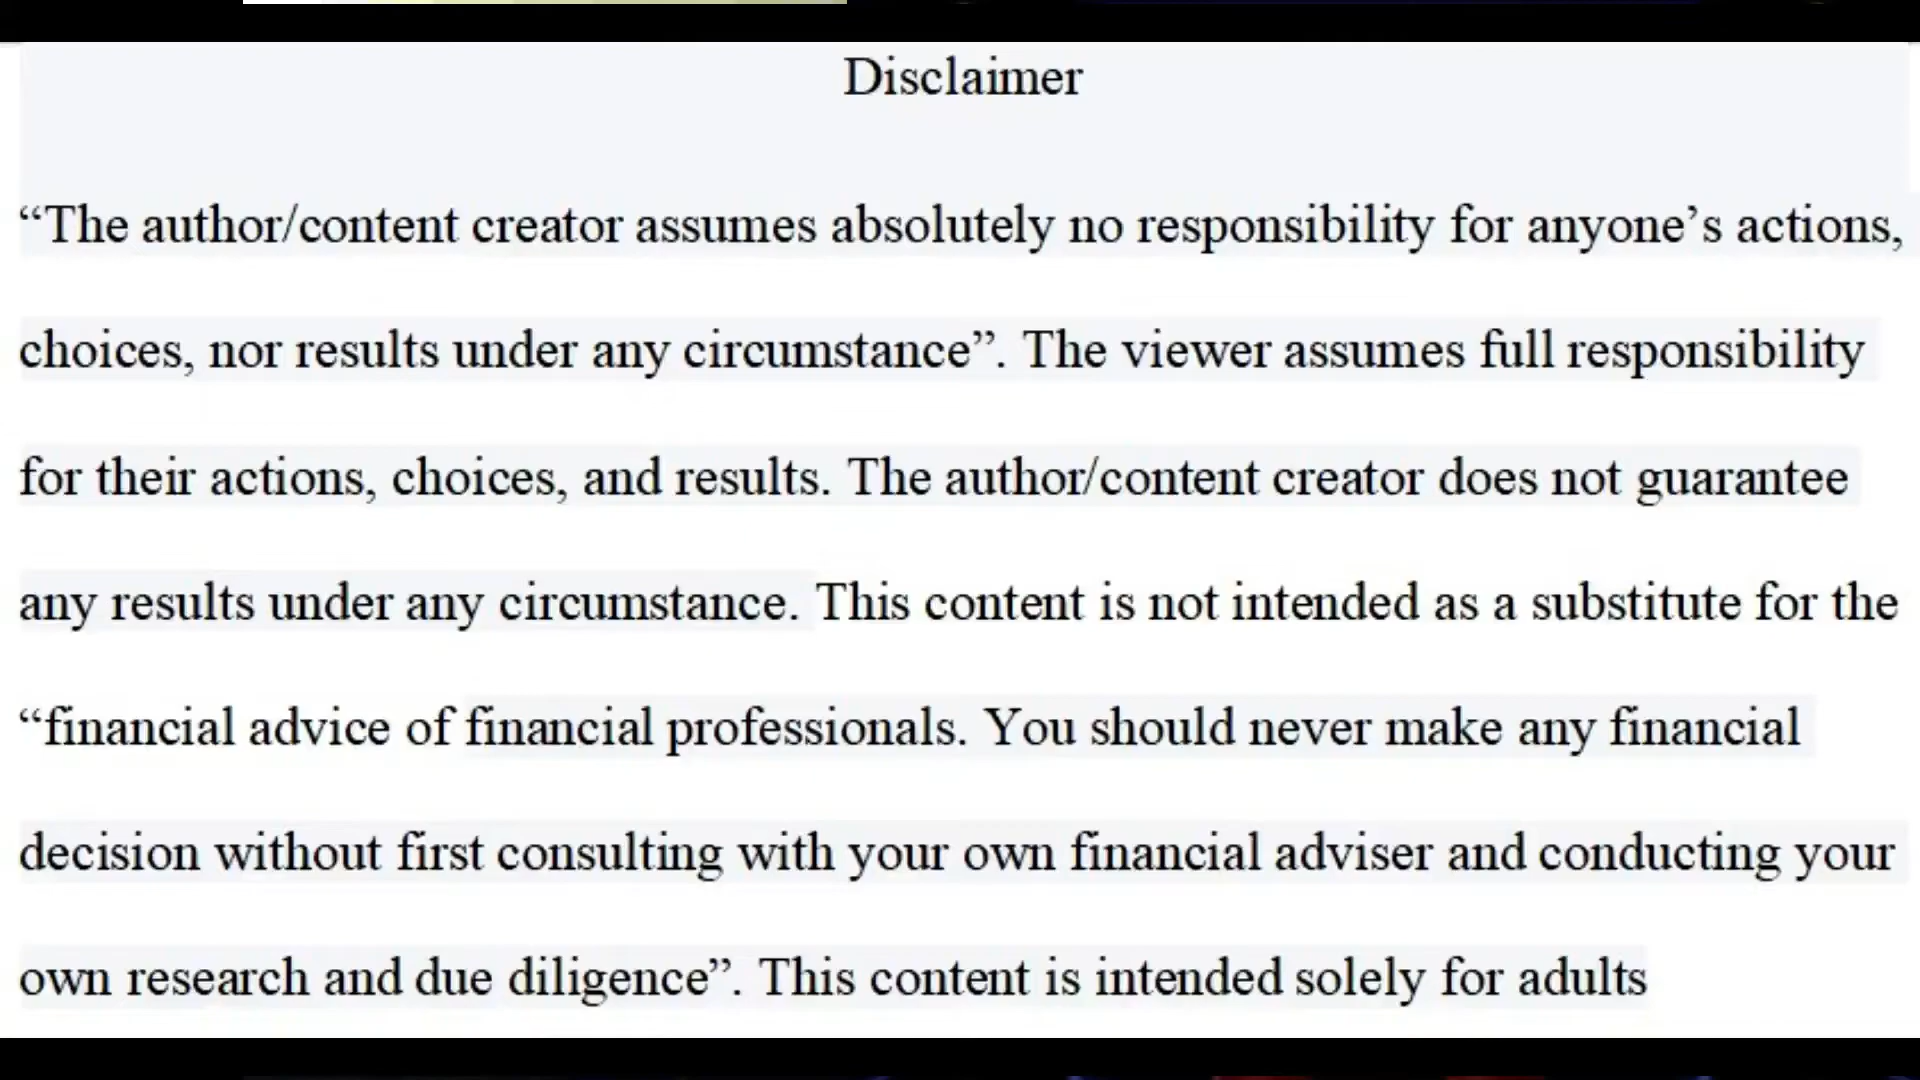 Disclaimer
“The author/content creator assumes absolutely no responsibility for anyone’s actions,
choices, nor results under any circumstance”. The viewer assumes full responsibility
for their actions, choices, and results. The author/content creator does not guarantee
any results under any circumstance. This content is not intended as a substitute for the
“financial advice of financial professionals. You should never make any financial
decision without first consulting with your own financial adviser and conducting your
own research and due diligence”. This content is intended solely for adults